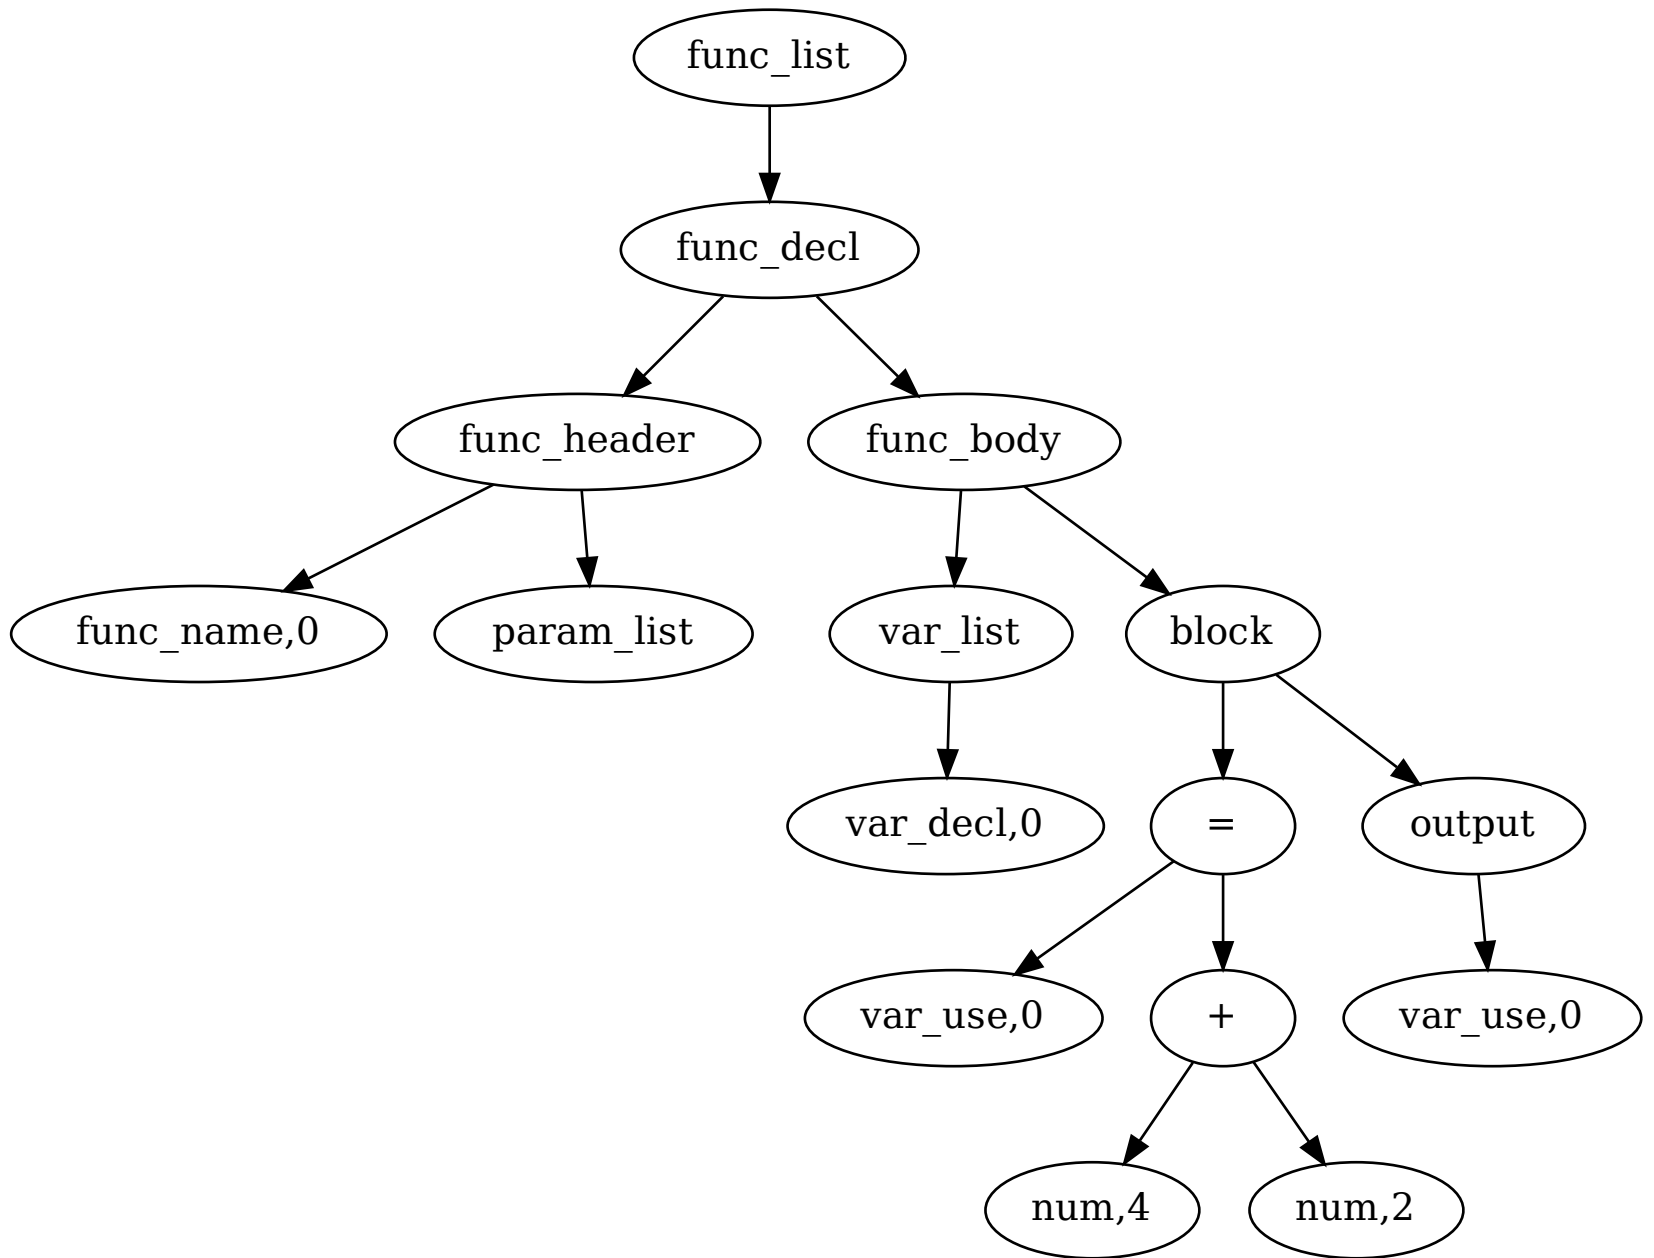 func_list
func_decl
func_header
func_body
func_name,0
param_list
var_list
block
var_decl,0
=
output
var_use,0
+
var_use,0
num,4
num,2